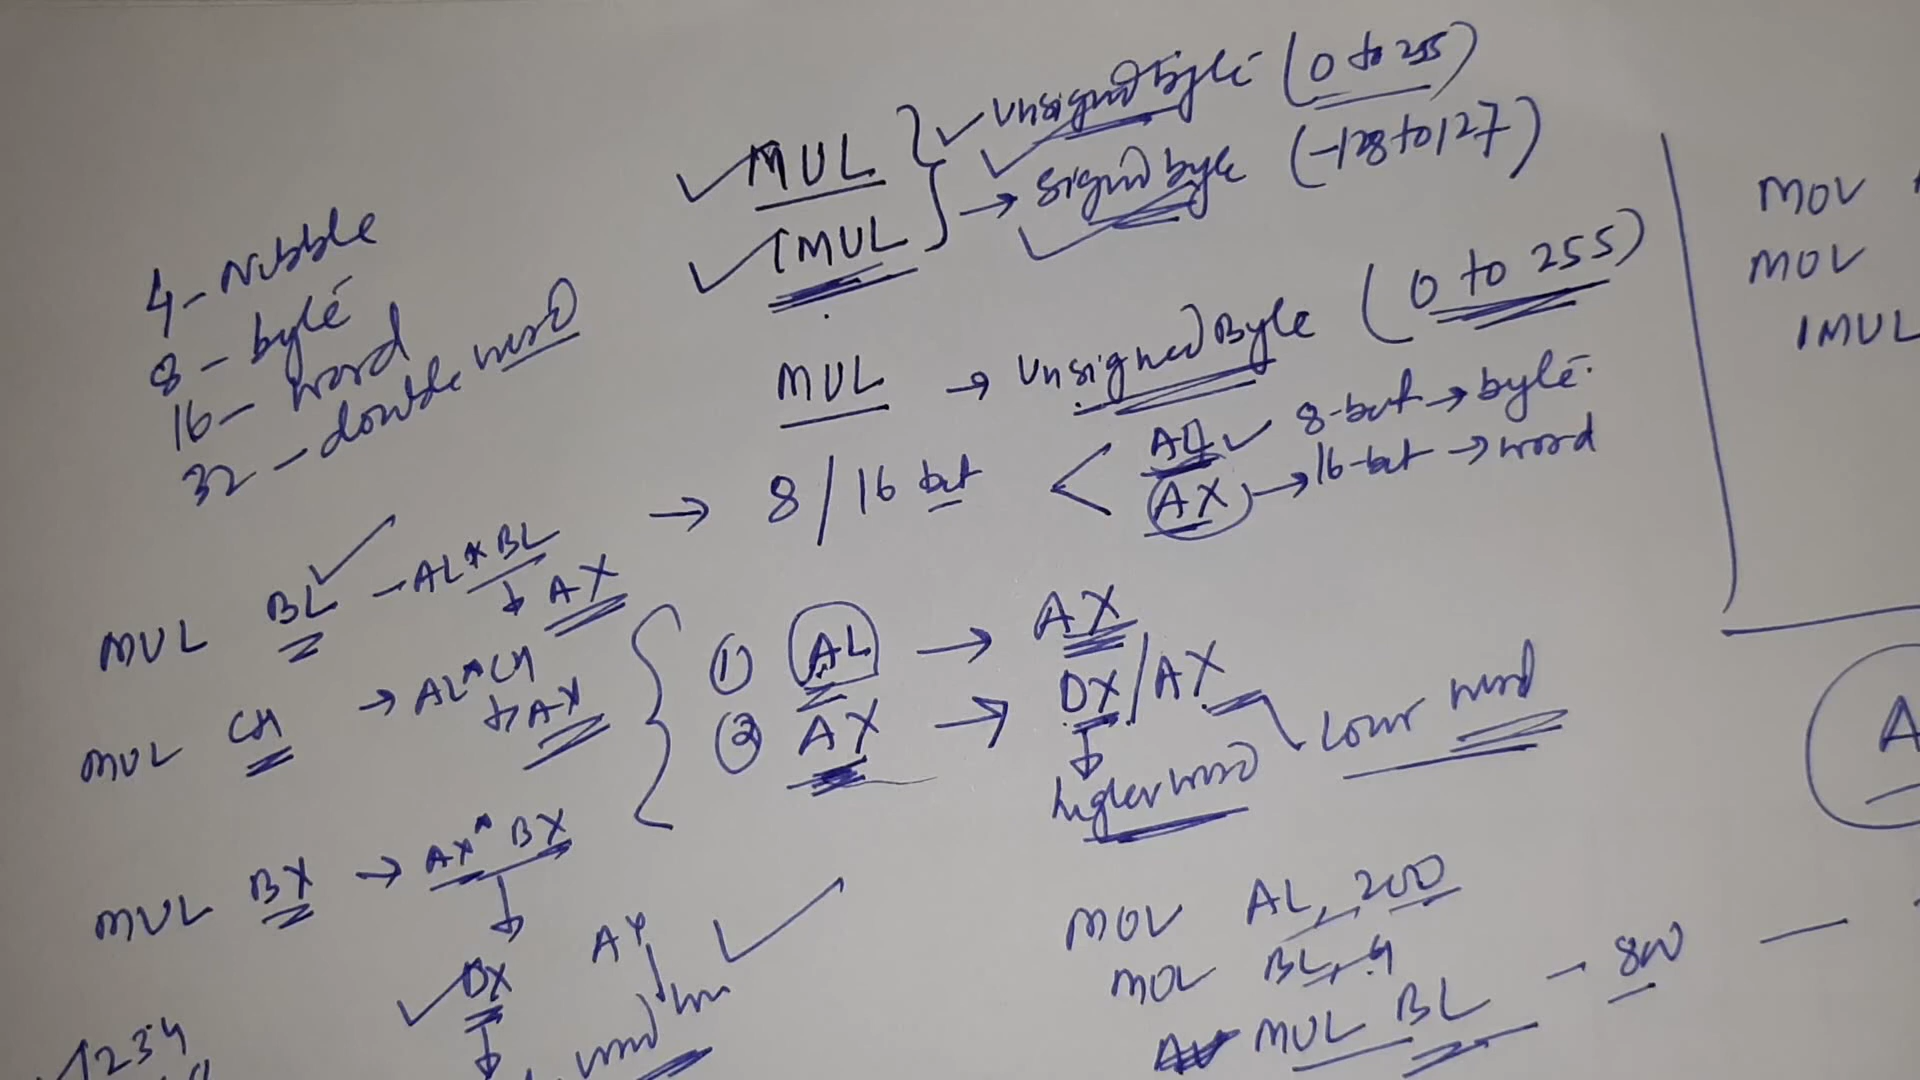 MUL } unsigned byte (0 to 255)
IMUL } → signed byte (-128 to 127)
4 - Nibble
8 - byte
16 - word
32 - double word
MUL → unsigned Byte (0 to 255)
→ 8/16 bit < AL 8-bit → byte
AX → 16-bit → word
MUL BL - AL * BL
↓ AX
MUL CH → AL * CH
↳ AX
① AL → AX
② AX → DX/AX
higher word
Lower word
MUL BX → AX * BX
↓
DX AX
word
1234
MOV AL, 200
MOV BL, 4
MUL BL - 800 -
MOV
MOV
IMUL
A